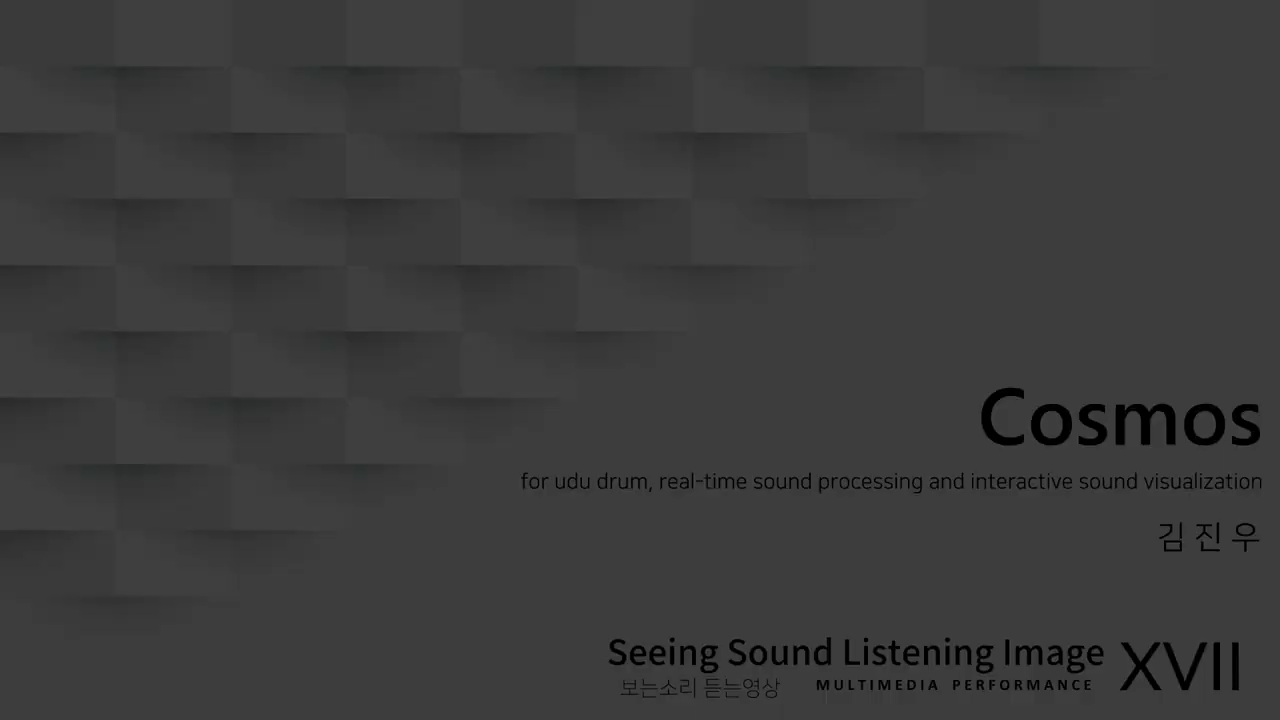 Cosmos
for udu drum, real-time sound processing and interactive sound visualization
김 진 우
Seeing Sound Listening Image XVII
보는소리 듣는영상 MULTIMEDIA PERFORMANCE